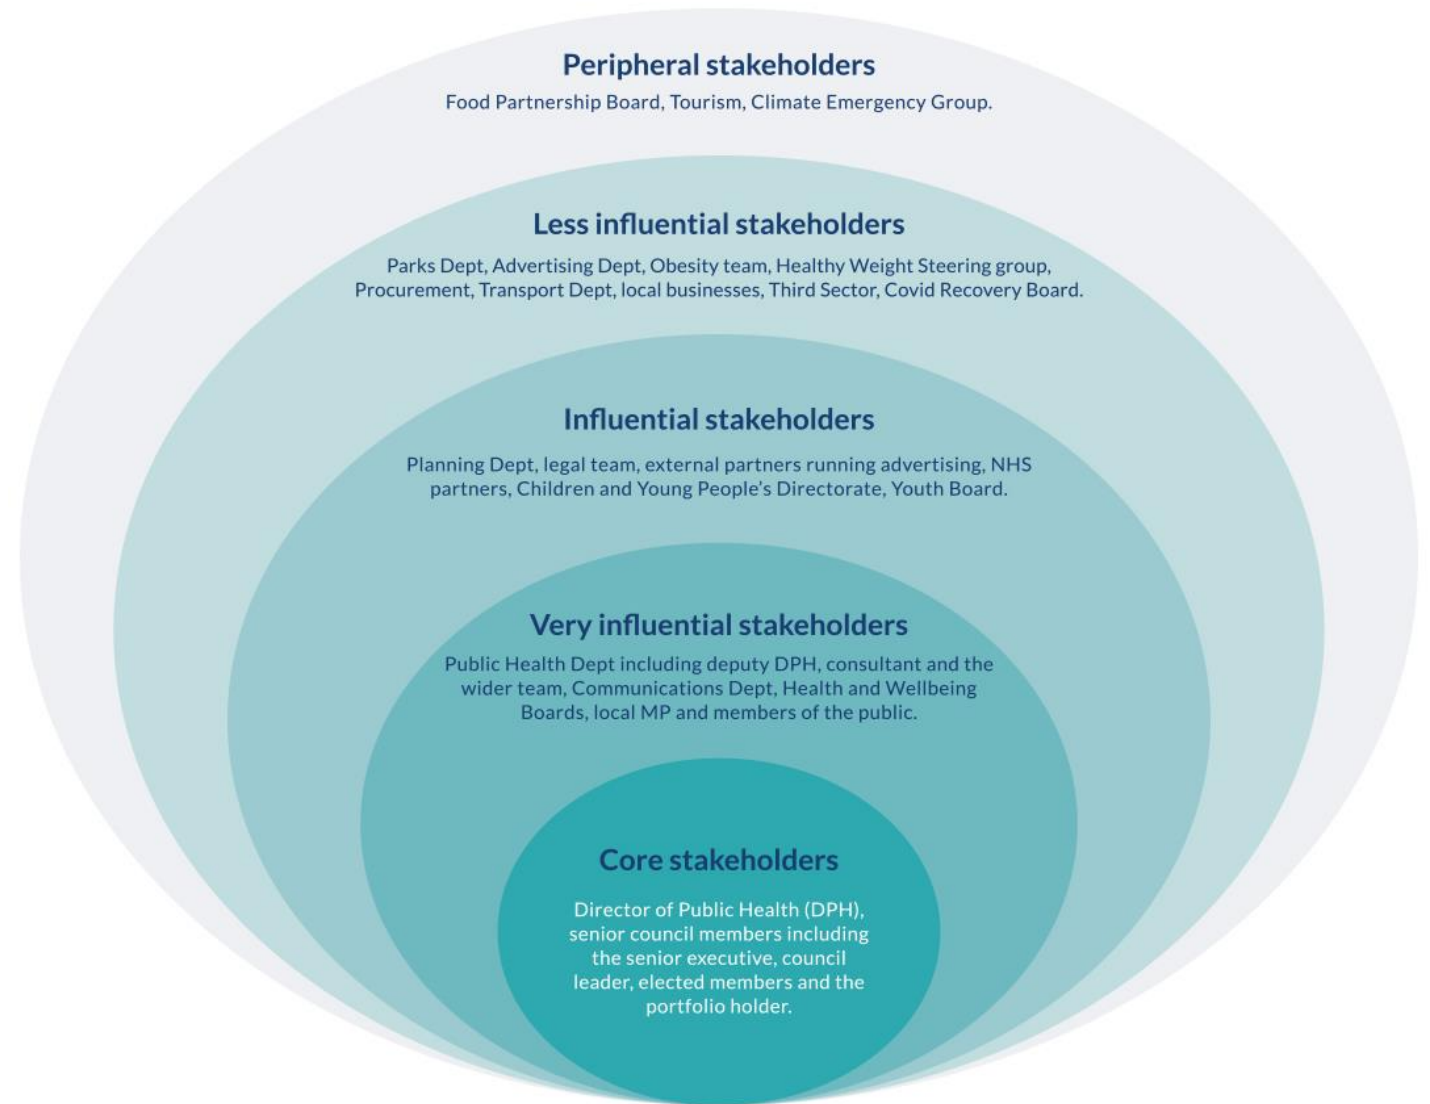 Peripheral stakeholders
Food Partnership Board, Tourism, Climate Emergency Group.
Less influential stakeholders
Parks Dept, Advertising Dept, Obesity team, Healthy Weight Steering group,
Procurement, Transport Dept, local businesses, Third Sector, Covid Recovery Board.
Influential stakeholders
Planning Dept, legal team, external partners running advertising, NHS
partners, Children and Young People’s Directorate, Youth Board.
Very influential stakeholders
Public Health Dept including deputy DPH, consultant and the
wider team, Communications Dept, Health and Wellbeing
Boards, local MP and members of the public.
Core stakeholders
Director of Public Health (DPH),
senior council members including
the senior executive, council
leader, elected members and the
portfolio holder.